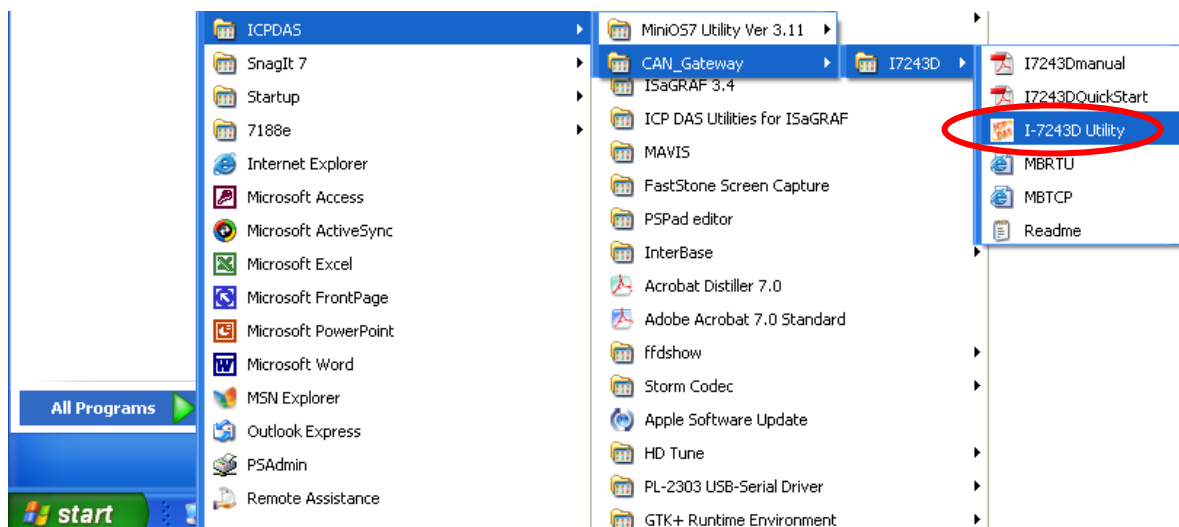 ICPDAS
SnagIt 7
Startup
7188e
Internet Explorer
Microsoft Access
Microsoft ActiveSync
Microsoft Excel
Microsoft FrontPage
Microsoft PowerPoint
Microsoft Word
MSN Explorer
Outlook Express
PSAdmin
Remote Assistance
All Programs
start
MiniOS7 Utility Ver 3.11
CAN_Gateway
ISaGRAF 3.4
ICP DAS Utilities for ISaGRAF
MAVIS
FastStone Screen Capture
PSPad editor
InterBase
Acrobat Distiller 7.0
Adobe Acrobat 7.0 Standard
ffdshow
Storm Codec
Apple Software Update
HD Tune
PL-2303 USB-Serial Driver
GTK+ Runtime Environment
I7243D
I7243Dmanual
I7243DQuickStart
I-7243D Utility
MBRTU
MBTCP
Readme